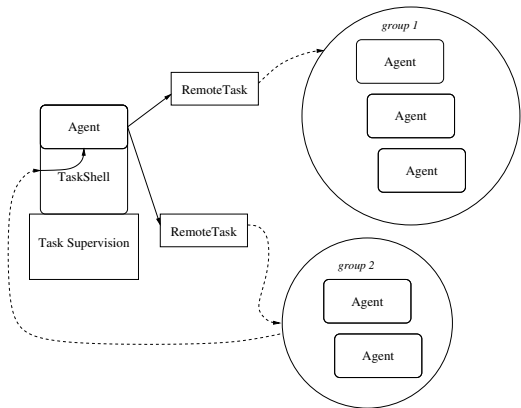 group 1
Agent
RemoteTask
Agent
Agent
Agent
TaskShell
RemoteTask
Task Supervision
group 2
Agent
Agent